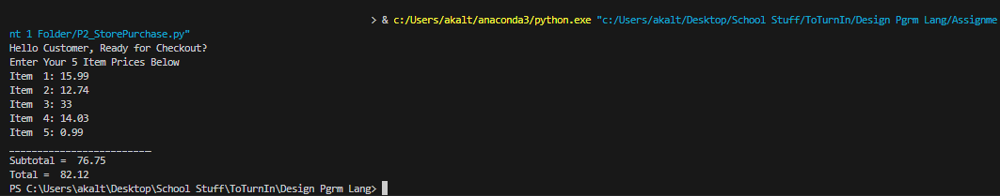 > & c:/Users/akalt/anaconda3/python.exe "c:/Users/akalt/Desktop/School Stuff/ToTurnIn/Design Pgrm Lang/Assignme
nt 1 Folder/P2_StorePurchase.py"
Hello Customer, Ready for Checkout?
Enter Your 5 Item Prices Below
Item  1: 15.99
Item  2: 12.74
Item  3: 33
Item  4: 14.03
Item  5: 0.99
_________________________
Subtotal =  76.75
Total =  82.12
PS C:\Users\akalt\Desktop\School Stuff\ToTurnIn\Design Pgrm Lang>